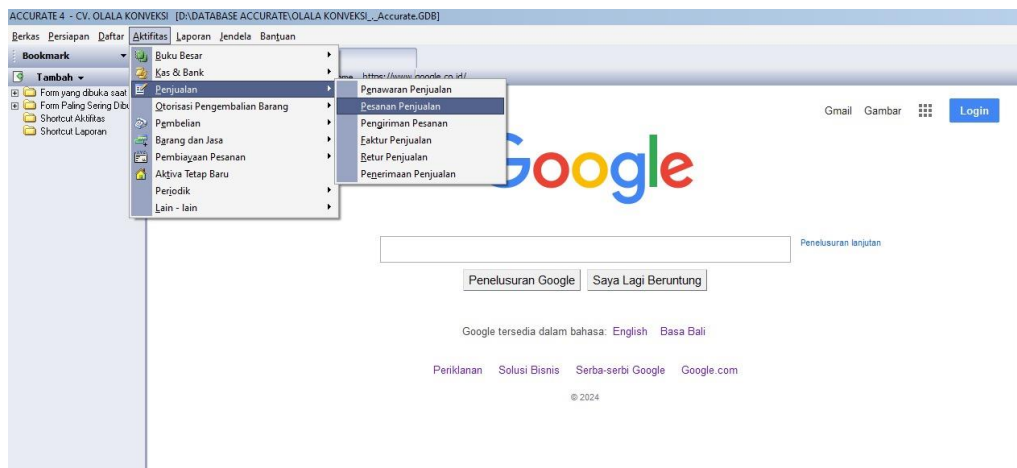 ACCURATE 4 - CV. OLALA KONVEKSI [D:\DATABASE ACCURATE\OLALA KONVEKSI_._Accurate.GDB]
Berkas Persiapan Daftar Aktifitas Laporan Jendela Bantuan
Bookmark
Tambah
Form yang dibuka saat
Form Paling Sering Dibu
Shortcut Aktifitas
Shortcut Laporan
Buku Besar
Kas & Bank
Penjualan
Otorisasi Pengembalian Barang
Pembelian
Barang dan Jasa
Pembiayaan Pesanan
Aktiva Tetap Baru
Periodik
Lain - lain
https://www.google.co.id/
Penawaran Penjualan
Pesanan Penjualan
Pengiriman Pesanan
Faktur Penjualan
Retur Penjualan
Penerimaan Penjualan
Gmail Gambar Login
Google
Penelusuran lanjutan
Penelusuran Google Saya Lagi Beruntung
Google tersedia dalam bahasa: English Basa Bali
Periklanan Solusi Bisnis Serba-serbi Google Google.com
© 2024